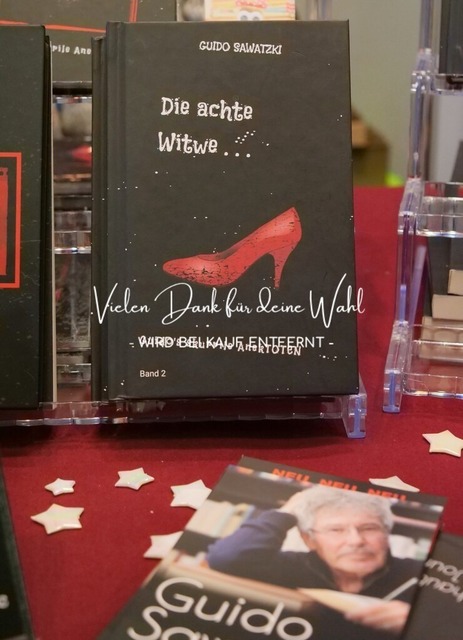 GUIDO SAWATZKI
Die achte
Witwe ...
Vielen Dank für deine Wahl
- WIRD BEI KAUF ENTFERNT -
Band 2
NEU, NEU, NEU
Guido